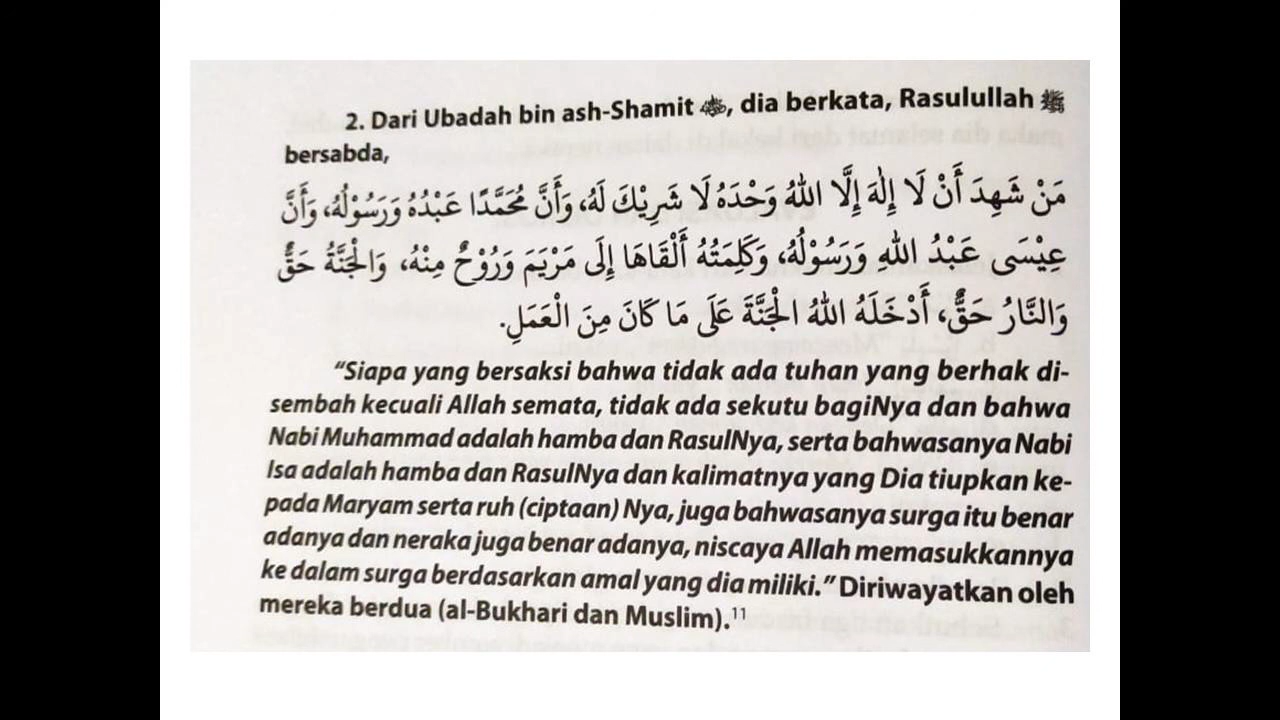 2. Dari Ubadah bin ash-Shamit ﷜, dia berkata, Rasulullah ﷺ
bersabda,
مَنْ شَهِدَ أَنْ لَا إِلٰهَ إِلَّا اللهُ وَحْدَهُ لَا شَرِيْكَ لَهُ، وَأَنَّ مُحَمَّدًا عَبْدُهُ وَرَسُوْلُهُ، وَأَنَّ
عِيْسَى عَبْدُ اللهِ وَرَسُوْلُهُ، وَكَلِمَتُهُ أَلْقَاهَا إِلَى مَرْيَمَ وَرُوْحٌ مِنْهُ، وَالْجَنَّةُ حَقٌّ
وَالنَّارُ حَقٌّ، أَدْخَلَهُ اللهُ الْجَنَّةَ عَلَى مَا كَانَ مِنَ الْعَمَلِ.
"Siapa yang bersaksi bahwa tidak ada tuhan yang berhak di-
sembah kecuali Allah semata, tidak ada sekutu bagiNya dan bahwa
Nabi Muhammad adalah hamba dan RasulNya, serta bahwasanya Nabi
Isa adalah hamba dan RasulNya dan kalimatnya yang Dia tiupkan ke-
pada Maryam serta ruh (ciptaan) Nya, juga bahwasanya surga itu benar
adanya dan neraka juga benar adanya, niscaya Allah memasukkannya
ke dalam surga berdasarkan amal yang dia miliki." Diriwayatkan oleh
mereka berdua (al-Bukhari dan Muslim).¹¹